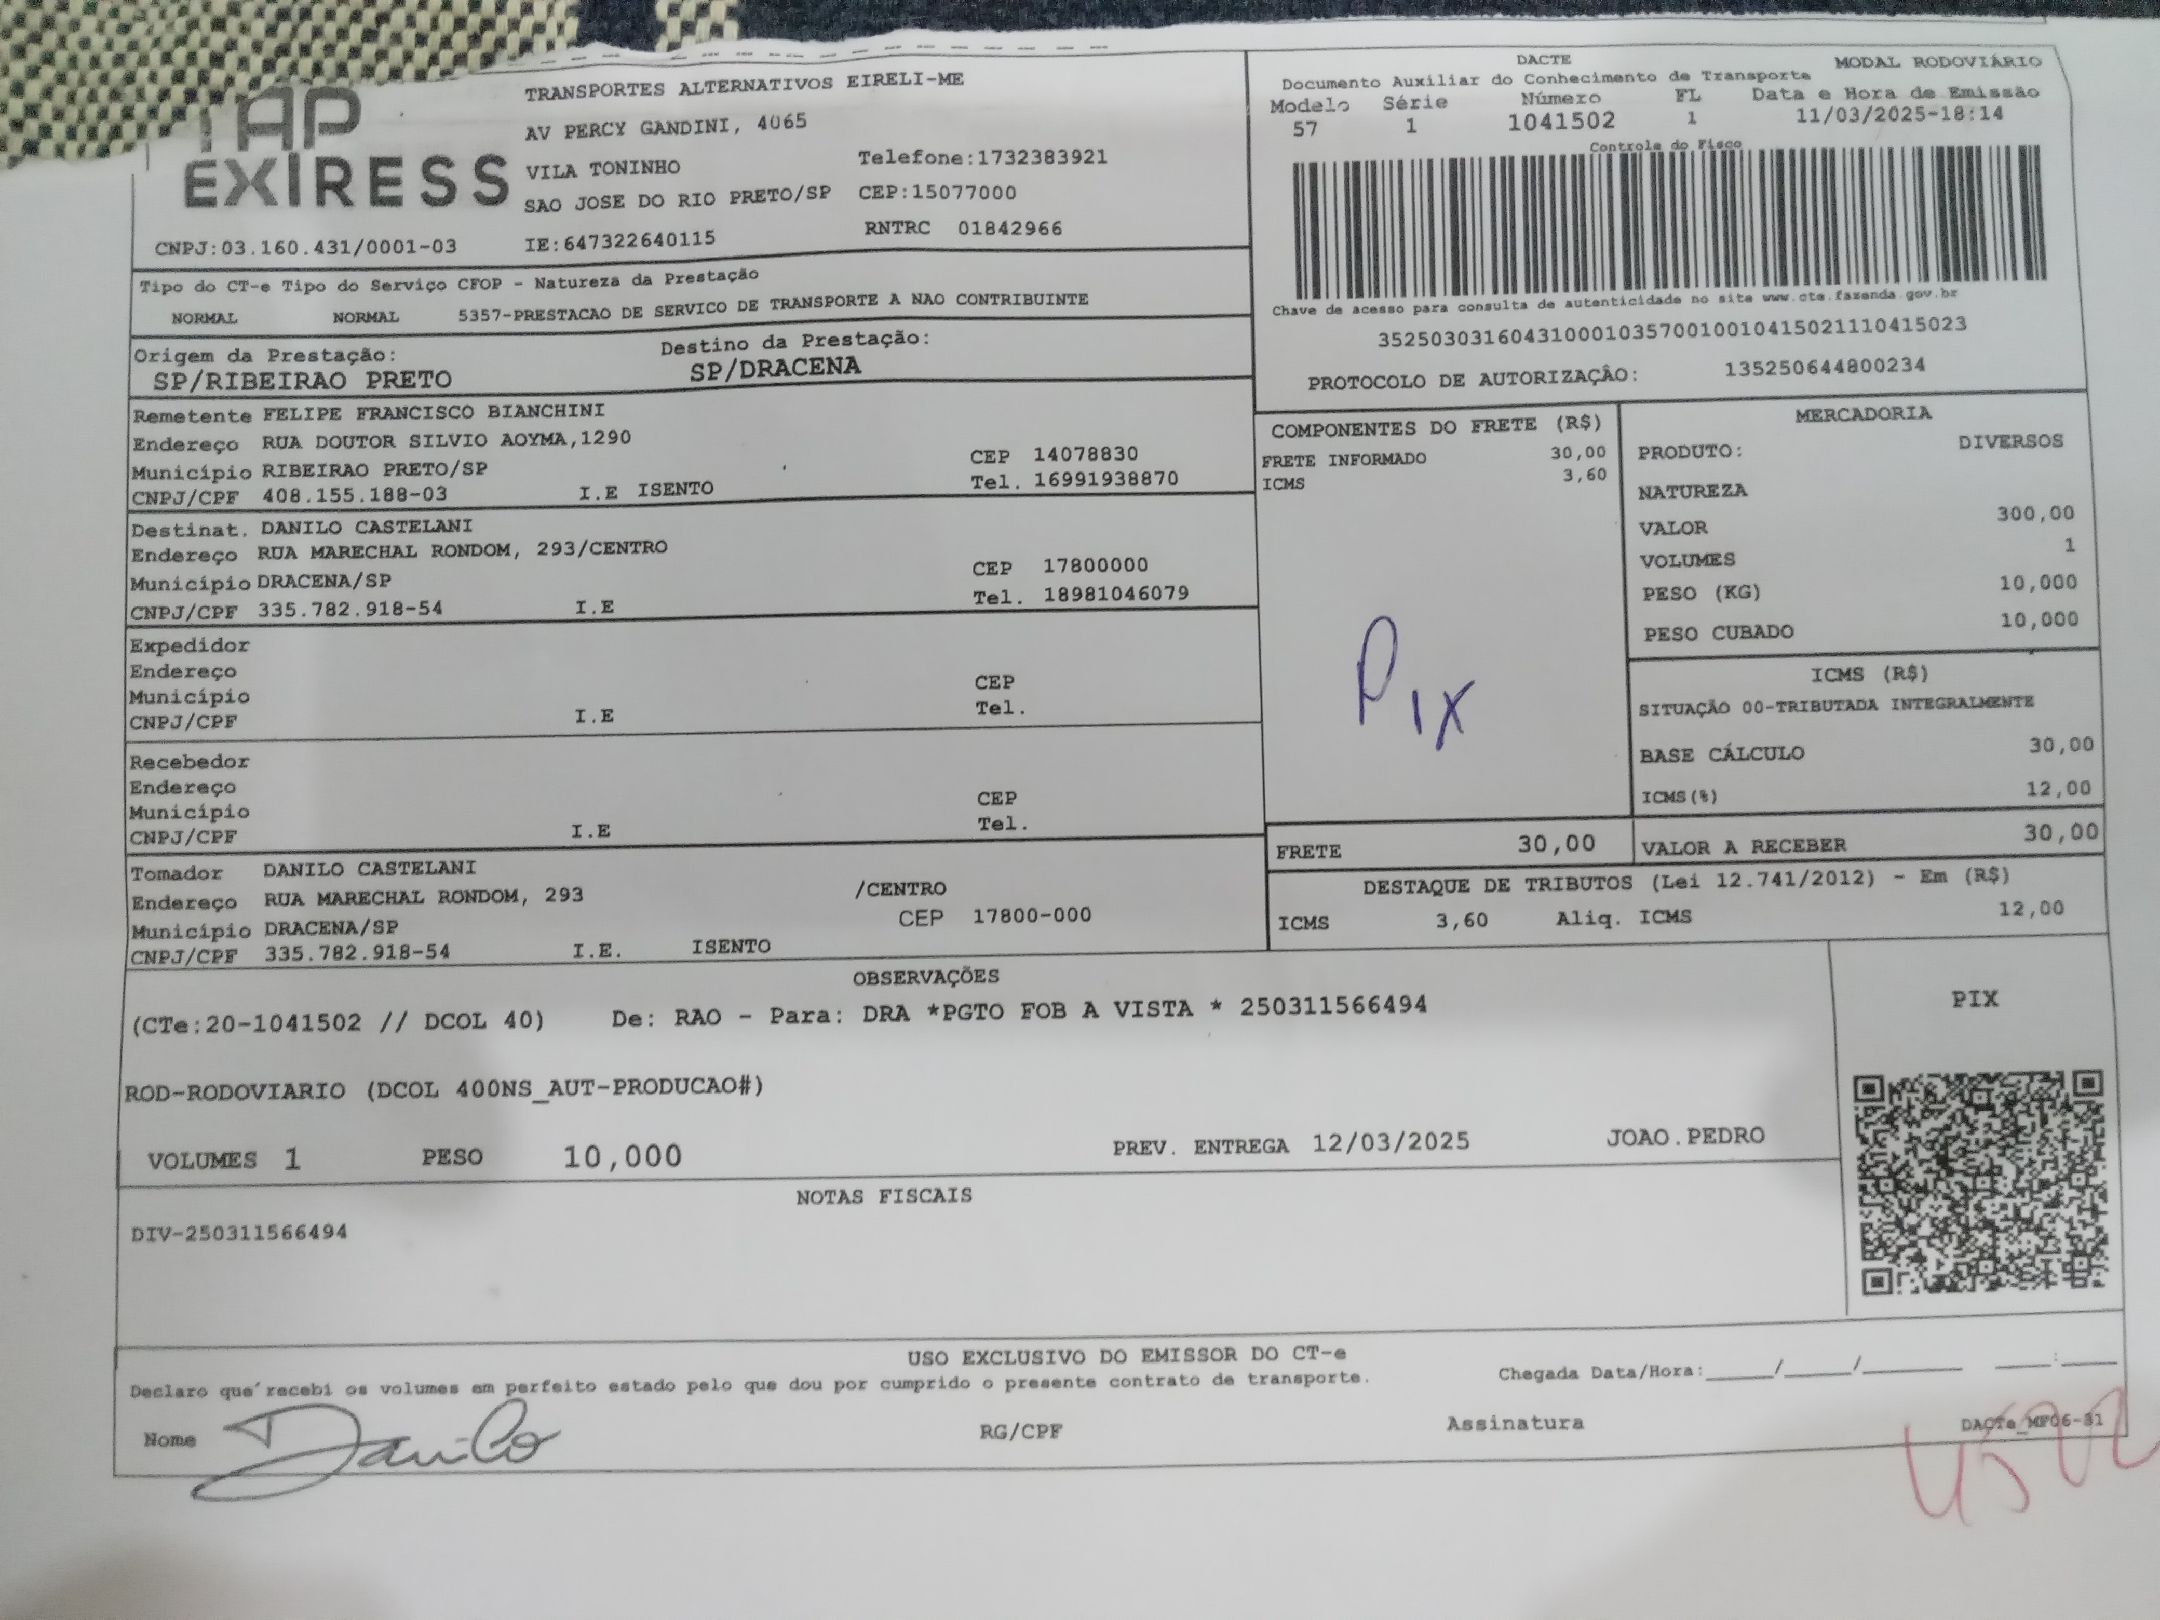 TAP
EXPRESS
TRANSPORTES ALTERNATIVOS EIRELI-ME
AV PERCY GANDINI, 4065
VILA TONINHO Telefone:1732383921
SAO JOSE DO RIO PRETO/SP CEP:15077000
CNPJ:03.160.431/0001-03 IE:647322640115 RNTRC 01842966
DACTE MODAL RODOVIÁRIO
Documento Auxiliar do Conhecimento de Transporte
Modelo Série Número FL Data e Hora de Emissão
57 1 1041502 1 11/03/2025-18:14
Controle do Fisco
Chave de acesso para consulta de autenticidade no site www.cte.fazenda.gov.br
35250303160431000103570010010415021110415023
PROTOCOLO DE AUTORIZAÇÃO: 135250644800234
Tipo do CT-e Tipo do Serviço CFOP - Natureza da Prestação
NORMAL NORMAL 5357-PRESTACAO DE SERVICO DE TRANSPORTE A NAO CONTRIBUINTE
Origem da Prestação: Destino da Prestação:
SP/RIBEIRAO PRETO SP/DRACENA
Remetente FELIPE FRANCISCO BIANCHINI
Endereço RUA DOUTOR SILVIO AOYMA,1290
Município RIBEIRAO PRETO/SP CEP 14078830
CNPJ/CPF 408.155.188-03 I.E ISENTO Tel. 16991938870
Destinat. DANILO CASTELANI
Endereço RUA MARECHAL RONDOM, 293/CENTRO
Município DRACENA/SP CEP 17800000
CNPJ/CPF 335.782.918-54 I.E Tel. 18981046079
Expedidor
Endereço
Município CEP
CNPJ/CPF I.E Tel.
Recebedor
Endereço
Município CEP
CNPJ/CPF I.E Tel.
Tomador DANILO CASTELANI
Endereço RUA MARECHAL RONDOM, 293 /CENTRO
Município DRACENA/SP CEP 17800-000
CNPJ/CPF 335.782.918-54 I.E. ISENTO
COMPONENTES DO FRETE (R$)
FRETE INFORMADO 30,00
ICMS 3,60
Pix
MERCADORIA
PRODUTO: DIVERSOS
NATUREZA
VALOR 300,00
VOLUMES 1
PESO (KG) 10,000
PESO CUBADO 10,000
ICMS (R$)
SITUAÇÃO 00-TRIBUTADA INTEGRALMENTE
BASE CÁLCULO 30,00
ICMS(%) 12,00
FRETE 30,00 VALOR A RECEBER 30,00
DESTAQUE DE TRIBUTOS (Lei 12.741/2012) - Em (R$)
ICMS 3,60 Aliq. ICMS 12,00
OBSERVAÇÕES
(CTe:20-1041502 // DCOL 40) De: RAO - Para: DRA *PGTO FOB A VISTA * 250311566494
ROD-RODOVIARIO (DCOL 400NS_AUT-PRODUCAO#)
VOLUMES 1 PESO 10,000 PREV. ENTREGA 12/03/2025 JOAO.PEDRO
PIX
NOTAS FISCAIS
DIV-250311566494
USO EXCLUSIVO DO EMISSOR DO CT-e
Declaro que recebi os volumes em perfeito estado pelo que dou por cumprido o presente contrato de transporte. Chegada Data/Hora:____/____/______ ___:___
Nome Danilo RG/CPF Assinatura DACTe_MF06-31